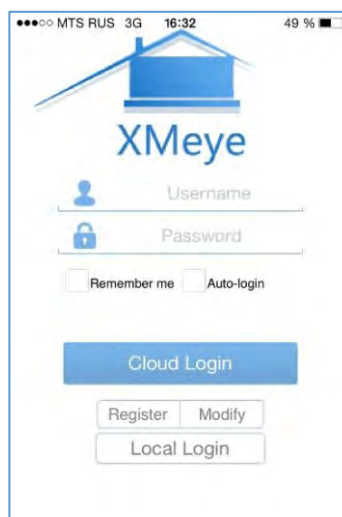 MTS RUS 3G 16:32 49 %
XMeye
Username
Password
Remember me Auto-login
Cloud Login
Register Modify
Local Login